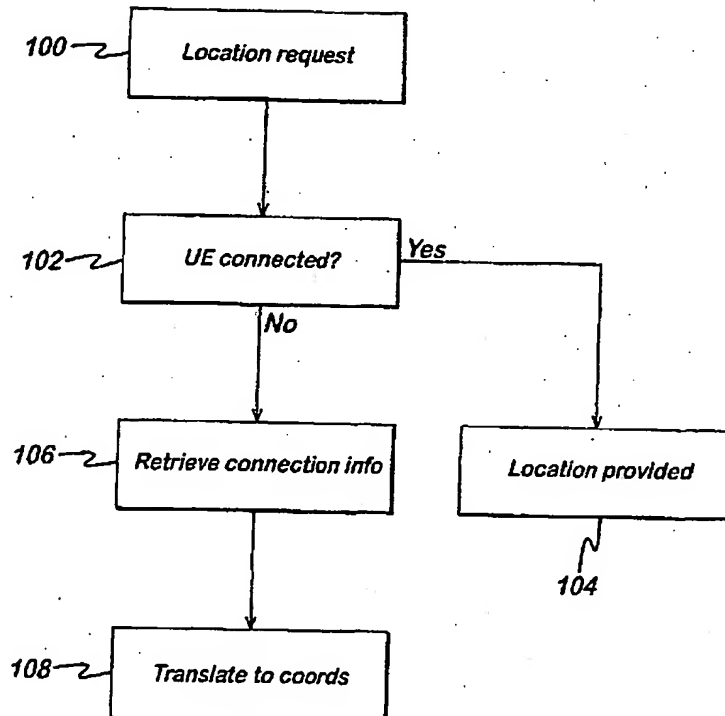 100
Location request
102
UE connected?
Yes
No
106
Retrieve connection info
Location provided
104
108
Translate to coords